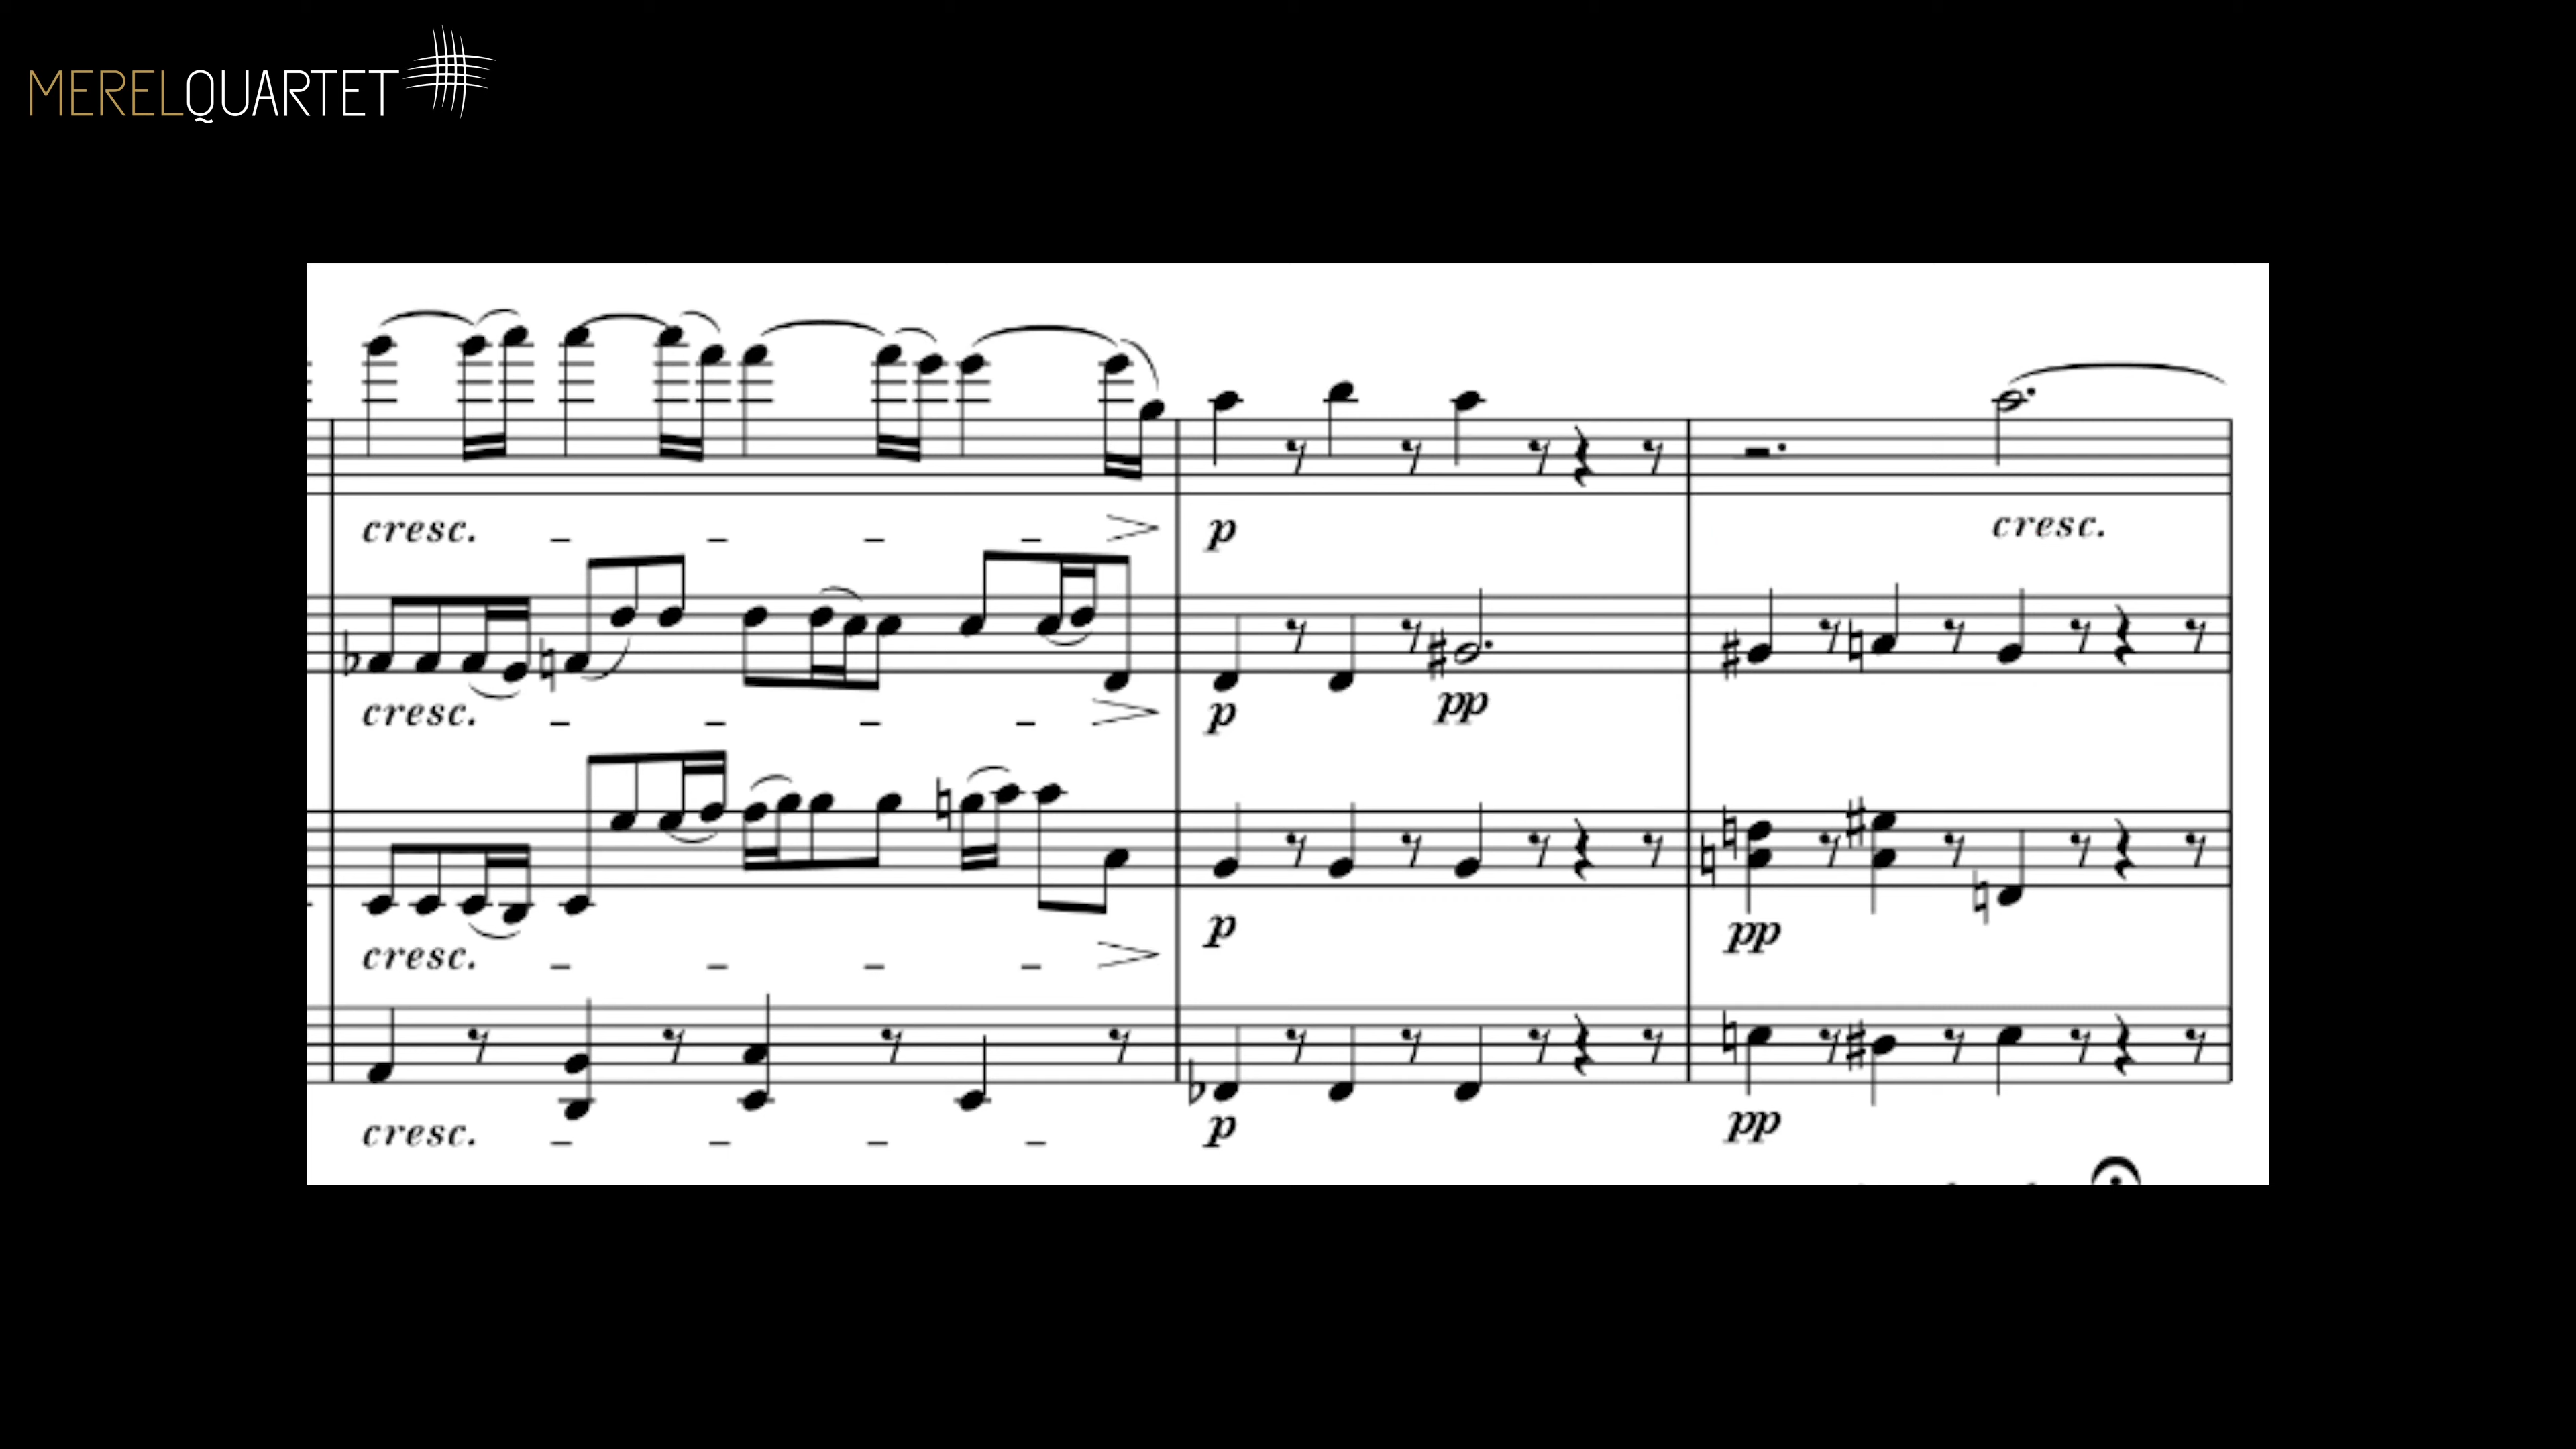 MERELQUARTET
cresc. – – – –
p
cresc.
cresc. – – – –
p
pp
cresc. – – – –
p
pp
cresc. – – – –
p
pp